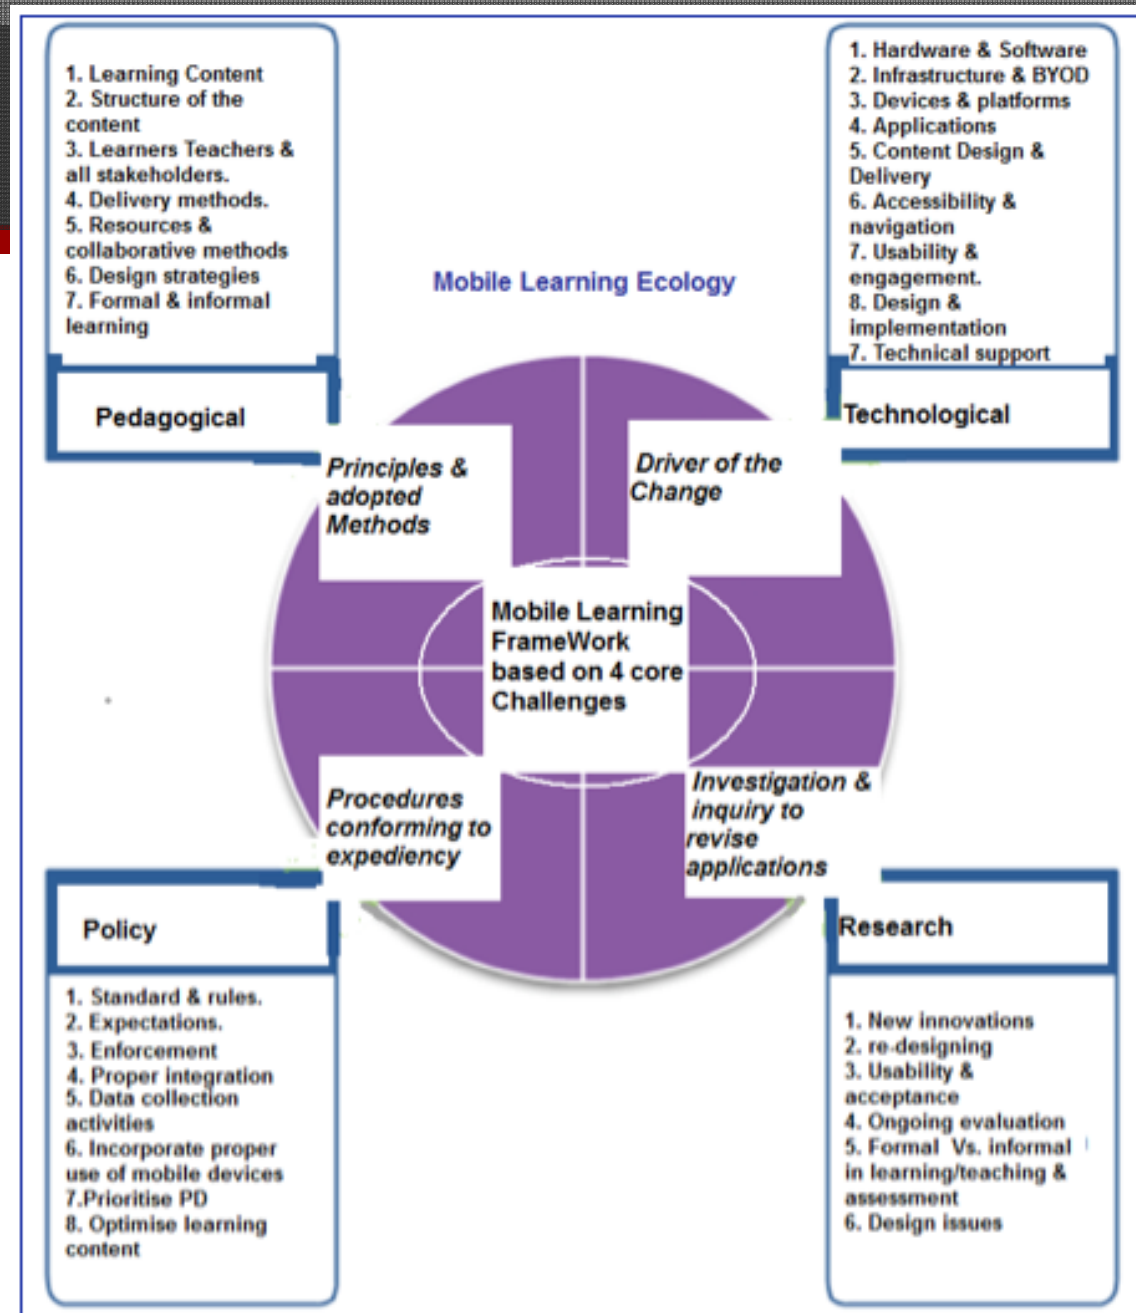 1. Learning Content
2. Structure of the
content
3. Learners Teachers &
all stakeholders.
4. Delivery methods.
5. Resources &
collaborative methods
6. Design strategies
7. Formal & informal
learning
Pedagogical
Mobile Learning Ecology
1. Hardware & Software
2. Infrastructure & BYOD
3. Devices & platforms
4. Applications
5. Content Design &
Delivery
6. Accessibility &
navigation
7. Usability &
engagement.
8. Design &
implementation
7. Technical support
Technological
Principles &
adopted
Methods
Driver of the
Change
Mobile Learning
FrameWork
based on 4 core
Challenges
Procedures
conforming to
expediency
Investigation &
inquiry to
revise
applications
Policy
1. Standard & rules.
2. Expectations.
3. Enforcement
4. Proper integration
5. Data collection
activities
6. Incorporate proper
use of mobile devices
7.Prioritise PD
8. Optimise learning
content
Research
1. New innovations
2. re-designing
3. Usability &
acceptance
4. Ongoing evaluation
5. Formal Vs. informal
in learning/teaching &
assessment
6. Design issues